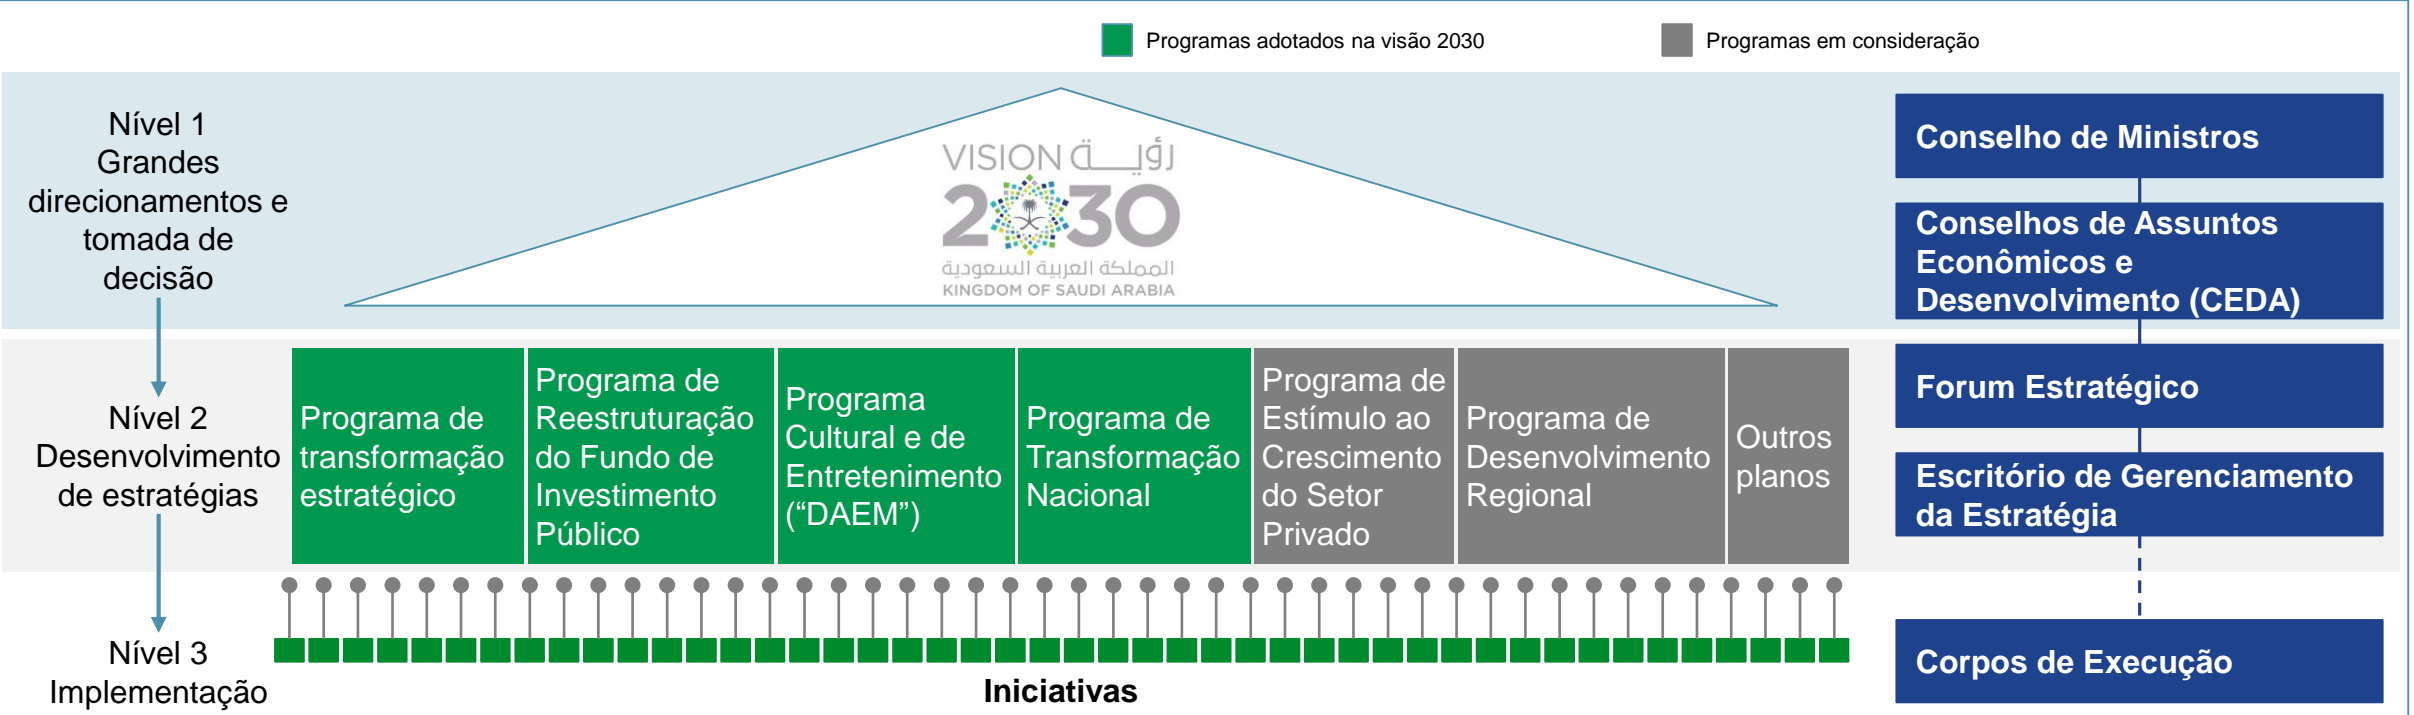 Programas adotados na visão 2030
Programas em consideração
Nível 1
Grandes
direcionamentos e
tomada de
decisão
VISION رؤيــة
2030
المملكة العربية السعودية
KINGDOM OF SAUDI ARABIA
Conselho de Ministros
Conselhos de Assuntos
Econômicos e
Desenvolvimento (CEDA)
Nível 2
Desenvolvimento
de estratégias
Programa de
transformação
estratégico
Programa de
Reestruturação
do Fundo de
Investimento
Público
Programa
Cultural e de
Entretenimento
(“DAEM”)
Programa de
Transformação
Nacional
Programa de
Estímulo ao
Crescimento
do Setor
Privado
Programa de
Desenvolvimento
Regional
Outros
planos
Forum Estratégico
Escritório de Gerenciamento
da Estratégia
Nível 3
Implementação
Iniciativas
Corpos de Execução